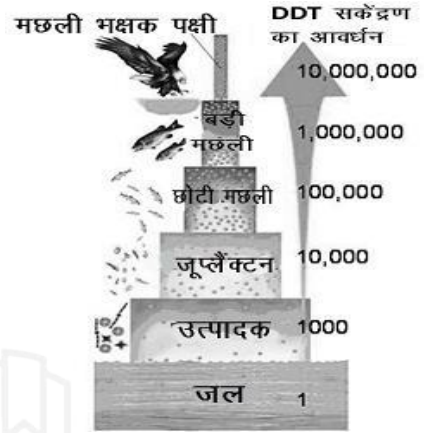 मछली भक्षक पक्षी
DDT सकेंद्रण
का आवर्धन
10,000,000
बड़ी
मछली
1,000,000
छोटी मछली
100,000
जूप्लैंक्टन
10,000
उत्पादक
1000
जल
1